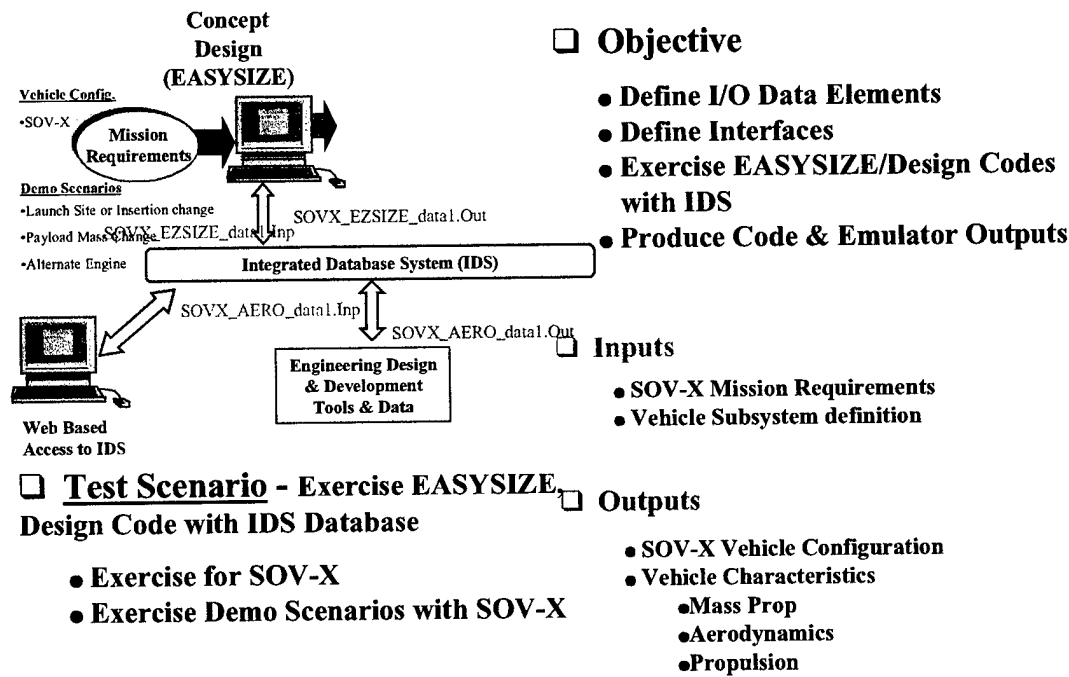 Concept
Design
(EASYSIZE)
Vehicle Config.
•SOV-X
Mission
Requirements
Demo Scenarios
•Launch Site or Insertion change
•Payload Mass Change
•Alternate Engine
SOVX_EZSIZE_data1.Out
SOVX_EZSIZE_data1.Inp
Integrated Database System (IDS)
SOVX_AERO_data1.Inp
SOVX_AERO_data1.Out
Engineering Design
& Development
Tools & Data
Web Based
Access to IDS
❑ Test Scenario - Exercise EASYSIZE,
Design Code with IDS Database
● Exercise for SOV-X
● Exercise Demo Scenarios with SOV-X
❑ Objective
● Define I/O Data Elements
● Define Interfaces
● Exercise EASYSIZE/Design Codes
with IDS
● Produce Code & Emulator Outputs
❑ Inputs
● SOV-X Mission Requirements
● Vehicle Subsystem definition
❑ Outputs
● SOV-X Vehicle Configuration
● Vehicle Characteristics
●Mass Prop
●Aerodynamics
●Propulsion